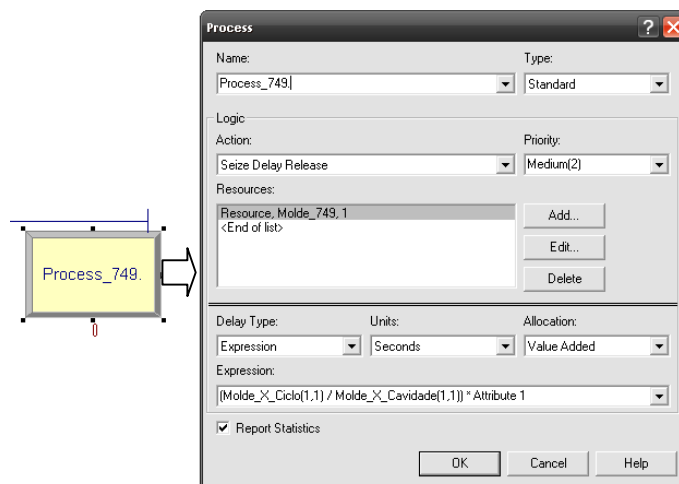 Process
Name:
Type:
Process_749.
Standard
Logic
Action:
Priority:
Seize Delay Release
Medium(2)
Resources:
Resource, Molde_749, 1
<End of list>
Add...
Edit...
Delete
Process_749.
0
Delay Type:
Units:
Allocation:
Expression
Seconds
Value Added
Expression:
(Molde_X_Ciclo(1,1) / Molde_X_Cavidade(1,1)) * Attribute 1
Report Statistics
OK
Cancel
Help